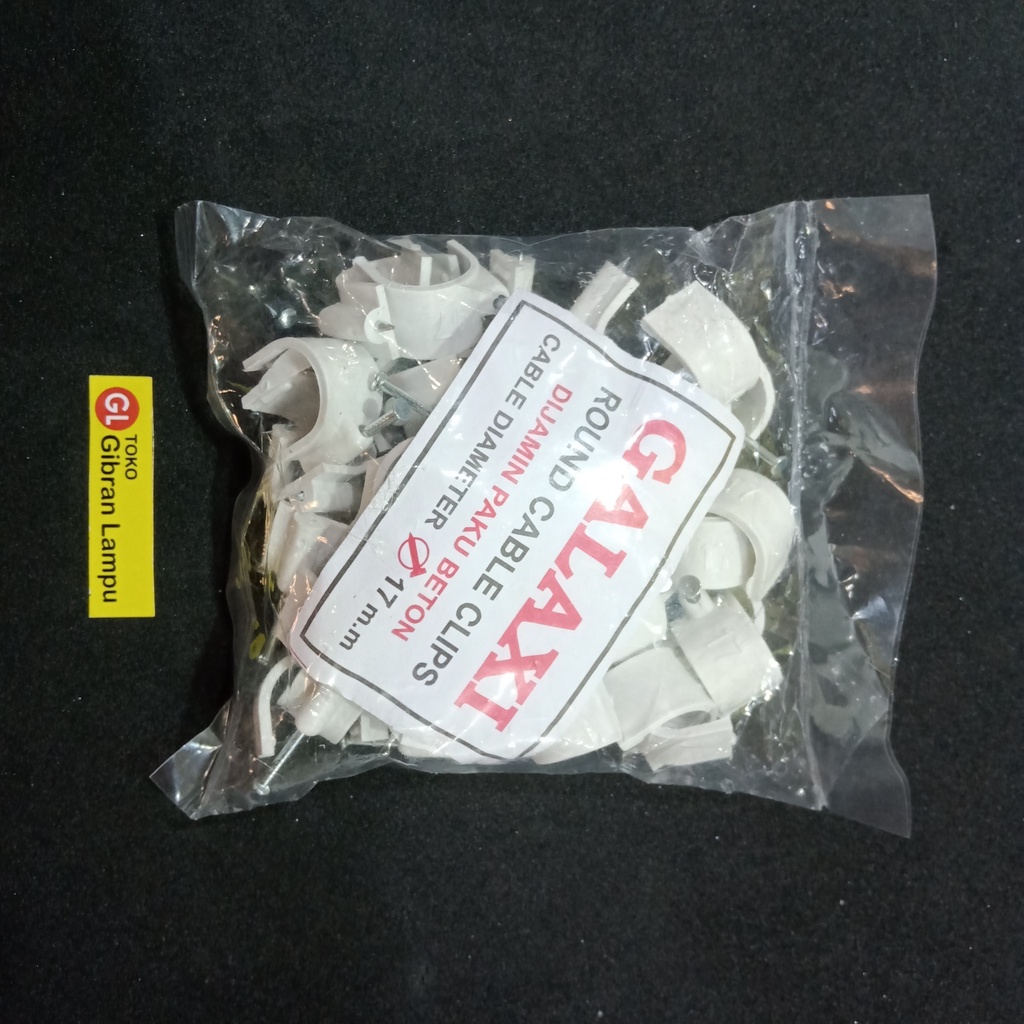 GALAXI
ROUND CABLE CLIPS
DIJAMIN PAKU BETON
CABLE DIAMETER Ø 17 m.m
GL TOKO
Gibran Lampu